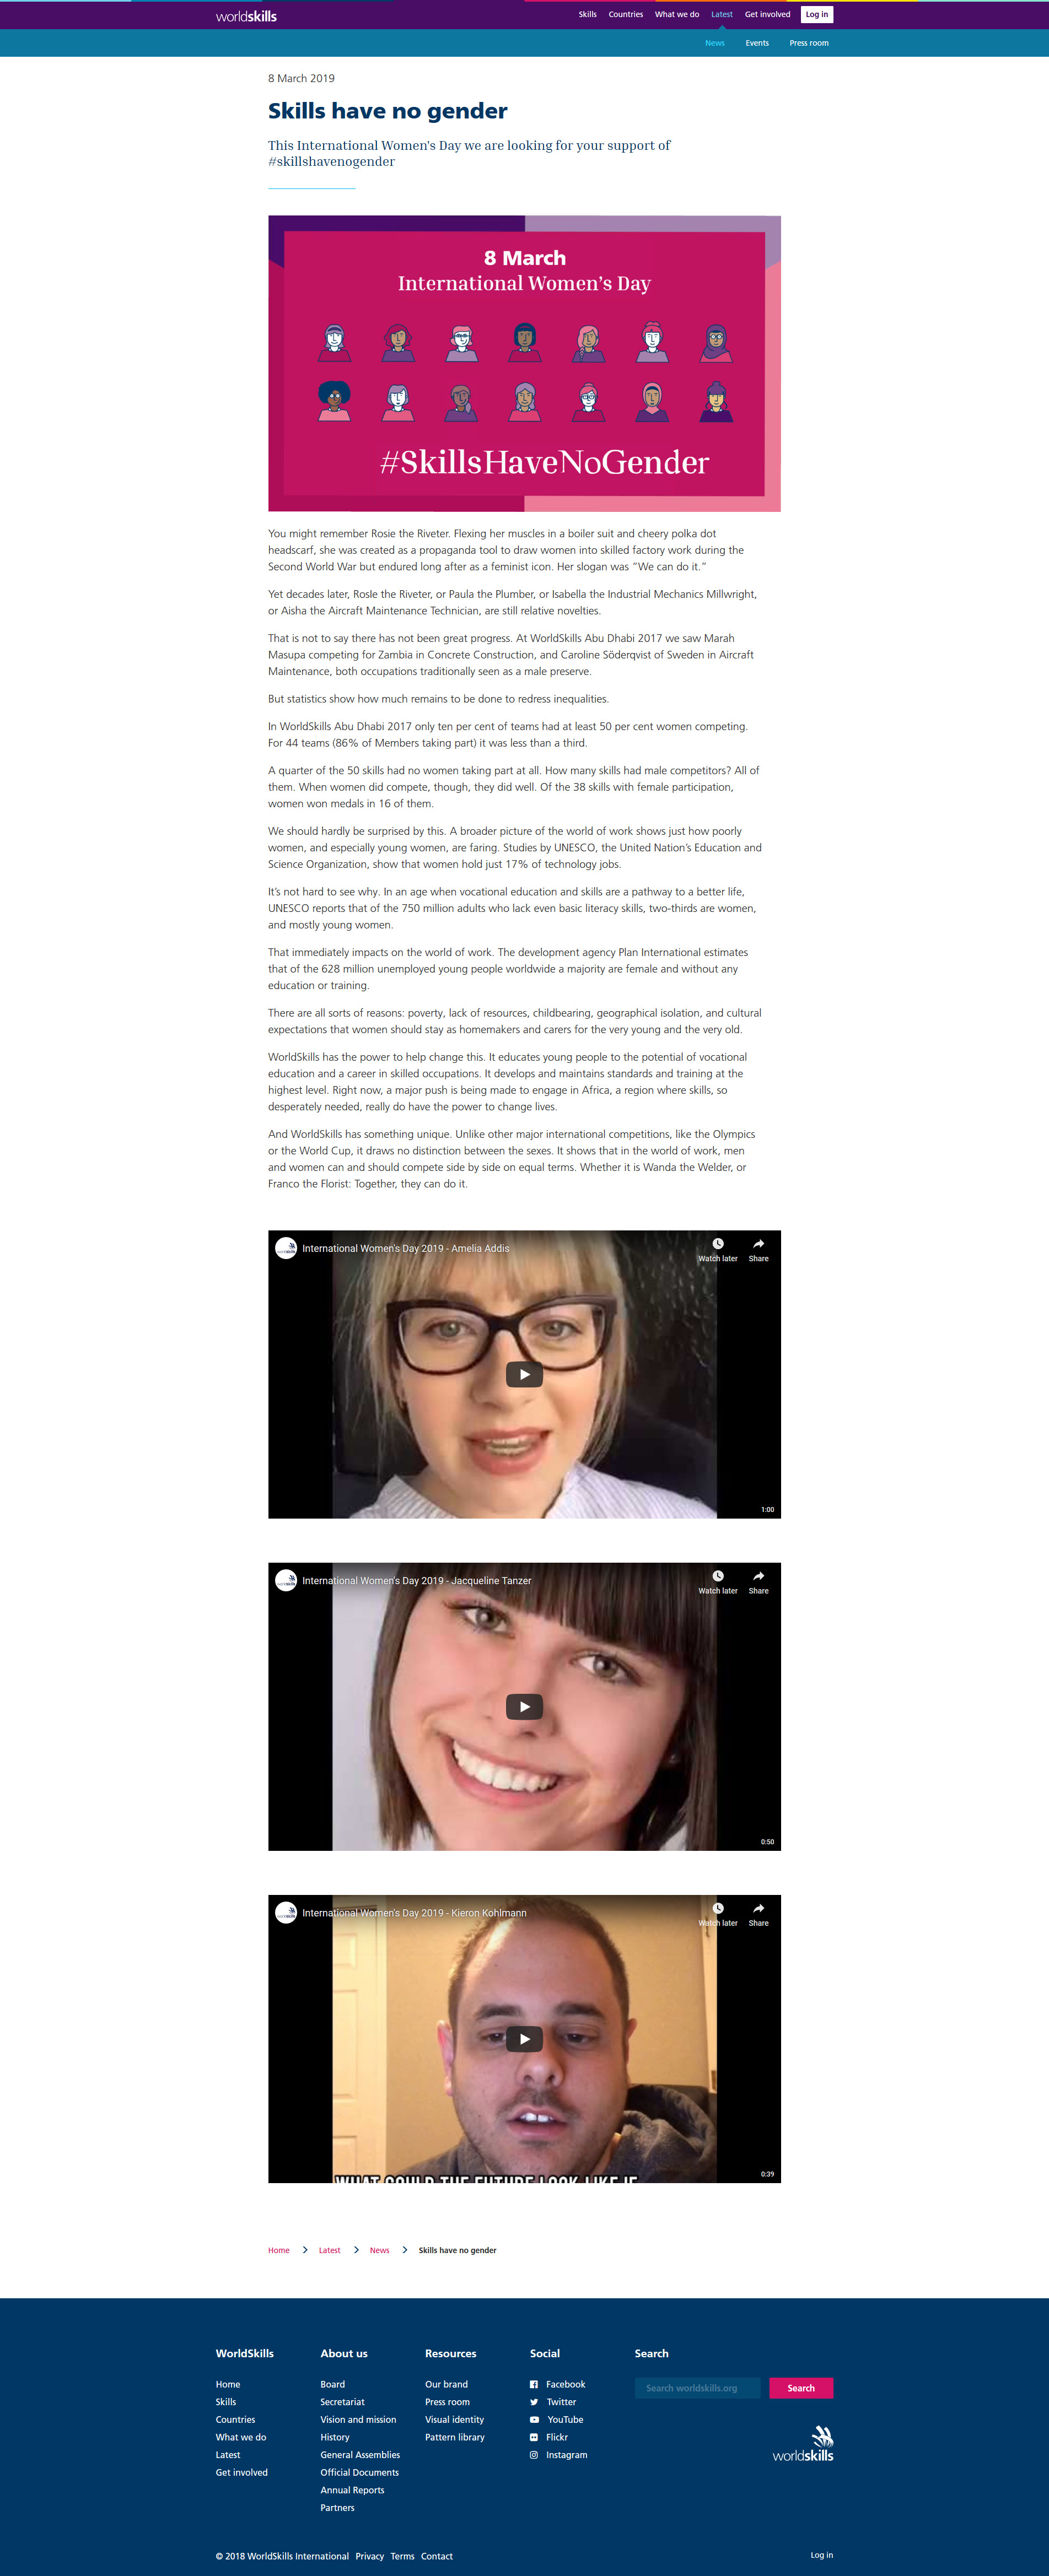 worldskills
Skills Countries What we do Latest Get involved Log in
News Events Press room
8 March 2019
Skills have no gender
This International Women's Day we are looking for your support of
#skillshavenogender
8 March
International Women's Day
#SkillsHaveNoGender
You might remember Rosie the Riveter. Flexing her muscles in a boiler suit and cheery polka dot
headscarf, she was created as a propaganda tool to draw women into skilled factory work during the
Second World War but endured long after as a feminist icon. Her slogan was “We can do it.”
Yet decades later, RosIe the Riveter, or Paula the Plumber, or Isabella the Industrial Mechanics Millwright,
or Aisha the Aircraft Maintenance Technician, are still relative novelties.
That is not to say there has not been great progress. At WorldSkills Abu Dhabi 2017 we saw Marah
Masupa competing for Zambia in Concrete Construction, and Caroline Söderqvist of Sweden in Aircraft
Maintenance, both occupations traditionally seen as a male preserve.
But statistics show how much remains to be done to redress inequalities.
In WorldSkills Abu Dhabi 2017 only ten per cent of teams had at least 50 per cent women competing.
For 44 teams (86% of Members taking part) it was less than a third.
A quarter of the 50 skills had no women taking part at all. How many skills had male competitors? All of
them. When women did compete, though, they did well. Of the 38 skills with female participation,
women won medals in 16 of them.
We should hardly be surprised by this. A broader picture of the world of work shows just how poorly
women, and especially young women, are faring. Studies by UNESCO, the United Nation’s Education and
Science Organization, show that women hold just 17% of technology jobs.
It’s not hard to see why. In an age when vocational education and skills are a pathway to a better life,
UNESCO reports that of the 750 million adults who lack even basic literacy skills, two-thirds are women,
and mostly young women.
That immediately impacts on the world of work. The development agency Plan International estimates
that of the 628 million unemployed young people worldwide a majority are female and without any
education or training.
There are all sorts of reasons: poverty, lack of resources, childbearing, geographical isolation, and cultural
expectations that women should stay as homemakers and carers for the very young and the very old.
WorldSkills has the power to help change this. It educates young people to the potential of vocational
education and a career in skilled occupations. It develops and maintains standards and training at the
highest level. Right now, a major push is being made to engage in Africa, a region where skills, so
desperately needed, really do have the power to change lives.
And WorldSkills has something unique. Unlike other major international competitions, like the Olympics
or the World Cup, it draws no distinction between the sexes. It shows that in the world of work, men
and women can and should compete side by side on equal terms. Whether it is Wanda the Welder, or
Franco the Florist: Together, they can do it.
International Women's Day 2019 - Amelia Addis
Watch later Share
1:00
International Women's Day 2019 - Jacqueline Tanzer
Watch later Share
0:50
International Women's Day 2019 - Kieron Kohlmann
Watch later Share
WHAT COULD THE FUTURE LOOK LIKE IF
0:39
Home Latest News Skills have no gender
WorldSkills
Home
Skills
Countries
What we do
Latest
Get involved
About us
Board
Secretariat
Vision and mission
History
General Assemblies
Official Documents
Annual Reports
Partners
Resources
Our brand
Press room
Visual identity
Pattern library
Social
Facebook
Twitter
YouTube
Flickr
Instagram
Search
Search worldskills.org Search
worldskills
© 2018 WorldSkills International Privacy Terms Contact
Log in